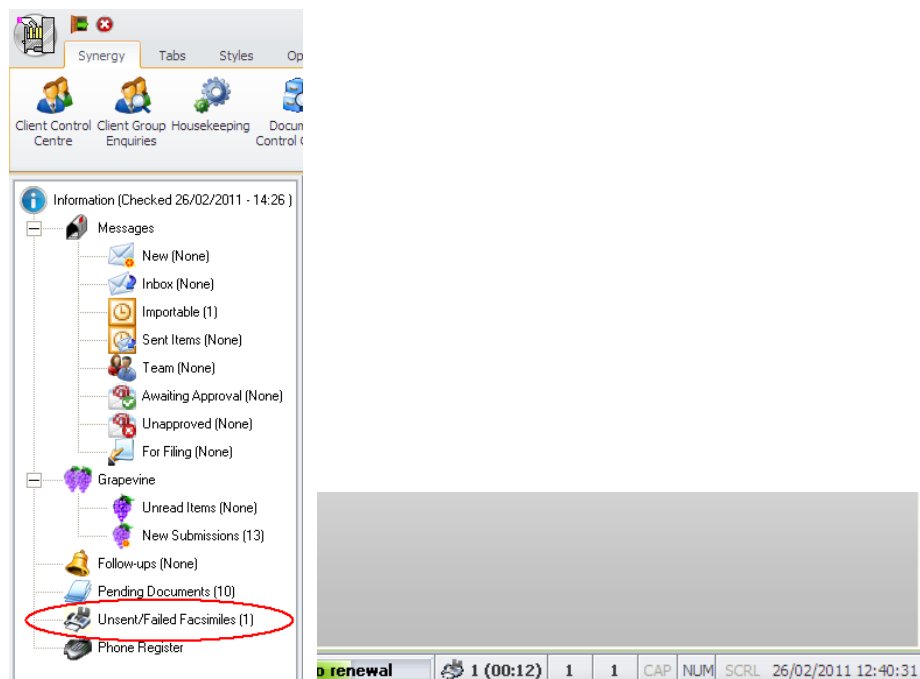 Synergy Tabs Styles Op
Client Control Client Group Housekeeping Docum
Centre Enquiries Control C
Information (Checked 26/02/2011 - 14:26 )
Messages
New (None)
Inbox (None)
Importable (1)
Sent Items (None)
Team (None)
Awaiting Approval (None)
Unapproved (None)
For Filing (None)
Grapevine
Unread Items (None)
New Submissions (13)
Follow-ups (None)
Pending Documents (10)
Unsent/Failed Facsimiles (1)
Phone Register
o renewal 1 (00:12) 1 1 CAP NUM SCRL 26/02/2011 12:40:31